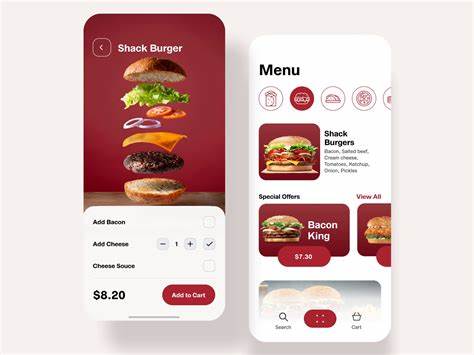 Shack Burger
Add Bacon
Add Cheese
1
Cheese Souce
$8.20
Add to Cart
Menu
Shack
Burgers
Bacon, Salted beef,
Cream cheese,
Tomatoes, Ketchup,
Onion, Pickles
Special Offers
View All
Bacon
King
$7.30
Search
Cart